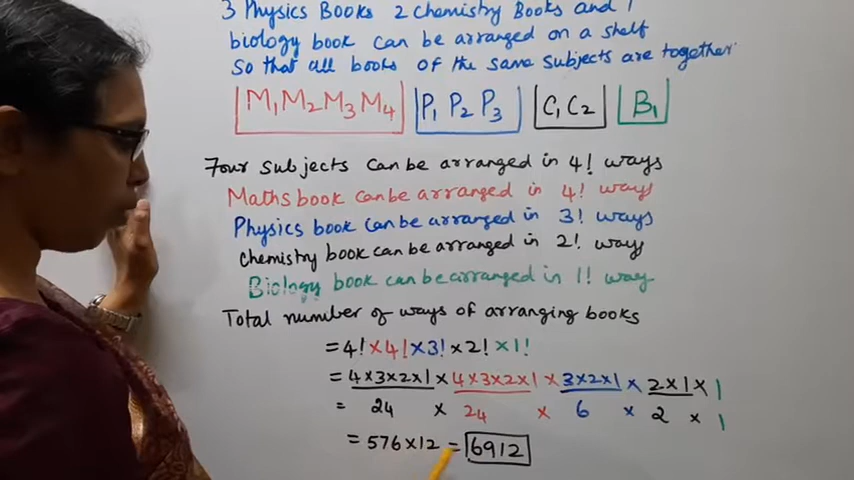 3 Physics Books 2 Chemistry Books and 1
biology book can be arranged on a shelf
so that all books of the same subjects are together
M₁ M₂ M₃ M₄ P₁ P₂ P₃ C₁ C₂ B₁
Four subjects can be arranged in 4! ways
Maths book can be arranged in 4! ways
Physics book can be arranged in 3! ways
Chemistry book can be arranged in 2! ways
Biology book can be arranged in 1! way
Total number of ways of arranging books
= 4! × 4! × 3! × 2! × 1!
= 4×3×2×1 × 4×3×2×1 × 3×2×1 × 2×1 × 1
= 24 × 24 × 6 × 2 × 1
= 576 × 12 = 6912